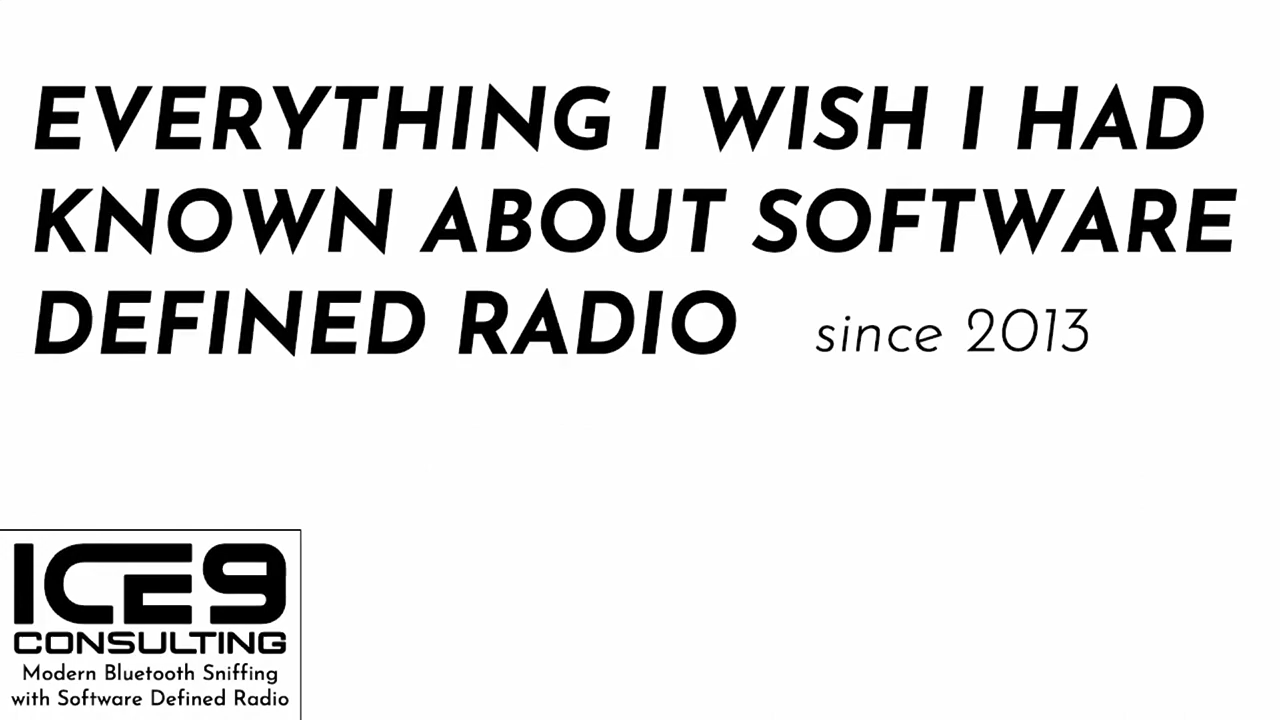 EVERYTHING I WISH I HAD
KNOWN ABOUT SOFTWARE
DEFINED RADIO since 2013
ICE9
CONSULTING
Modern Bluetooth Sniffing
with Software Defined Radio